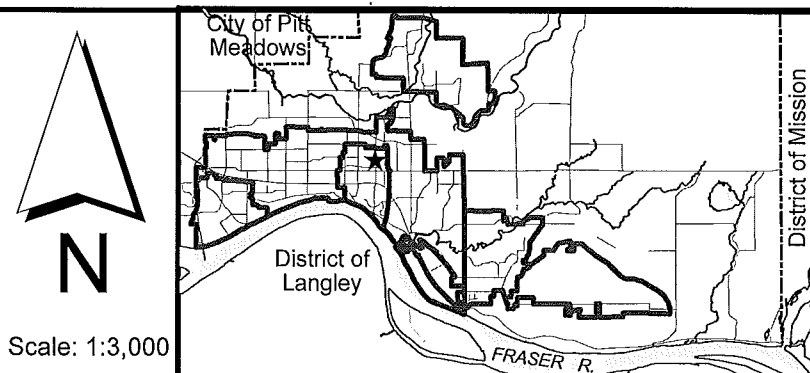 N
Scale: 1:3,000
City of Pitt
Meadows
District of
Langley
FRASER R.
District of Mission